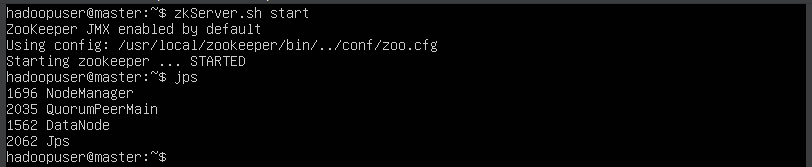 hadoopuser@master:~$ zkServer.sh start
ZooKeeper JMX enabled by default
Using config: /usr/local/zookeeper/bin/../conf/zoo.cfg
Starting zookeeper ... STARTED
hadoopuser@master:~$ jps
1696 NodeManager
2035 QuorumPeerMain
1562 DataNode
2062 Jps
hadoopuser@master:~$